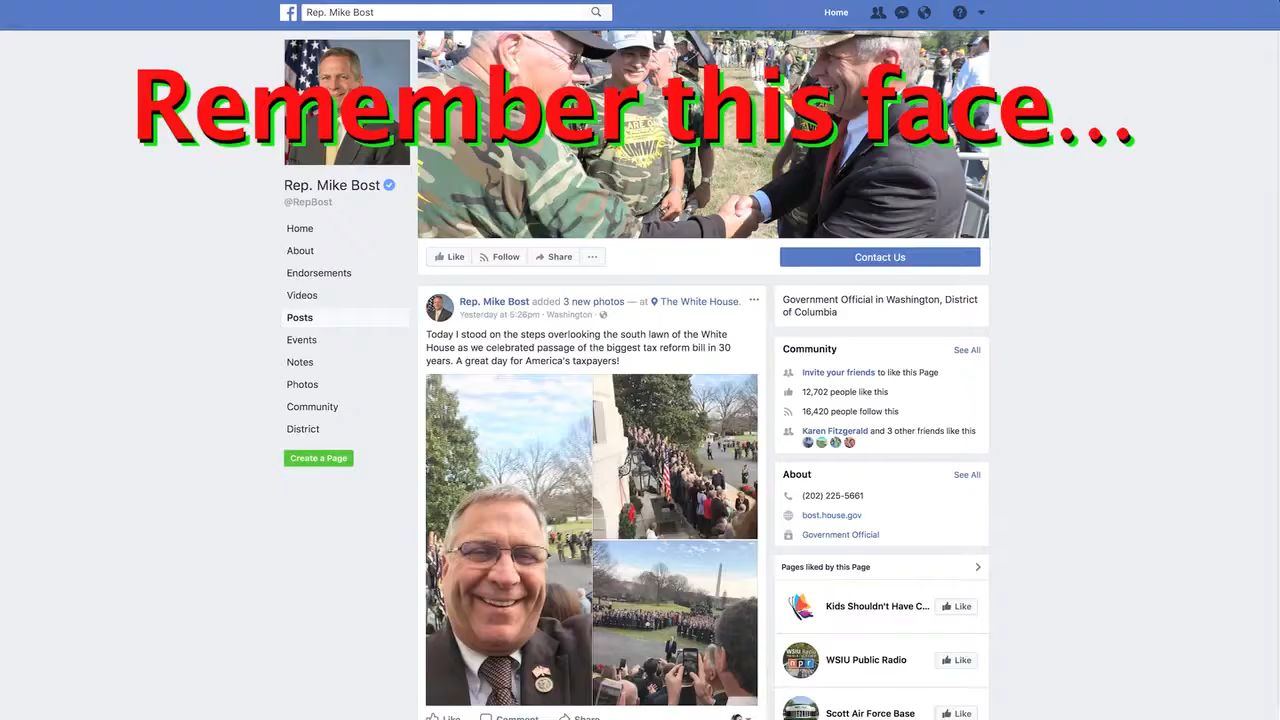 Rep. Mike Bost
Home
Remember this face...
Rep. Mike Bost
@RepBost
Home
About
Endorsements
Videos
Posts
Events
Notes
Photos
Community
District
Create a Page
Like
Follow
Share
Contact Us
Rep. Mike Bost added 3 new photos — at The White House.
Yesterday at 5:26pm · Washington ·
Today I stood on the steps overlooking the south lawn of the White
House as we celebrated passage of the biggest tax reform bill in 30
years. A great day for America's taxpayers!
Like Comment Share
Government Official in Washington, District
of Columbia
Community See All
Invite your friends to like this Page
12,702 people like this
16,420 people follow this
Karen Fitzgerald and 3 other friends like this
About See All
(202) 225-5661
bost.house.gov
Government Official
Pages liked by this Page
Kids Shouldn't Have C... Like
WSIU Public Radio Like
npr
Scott Air Force Base Like